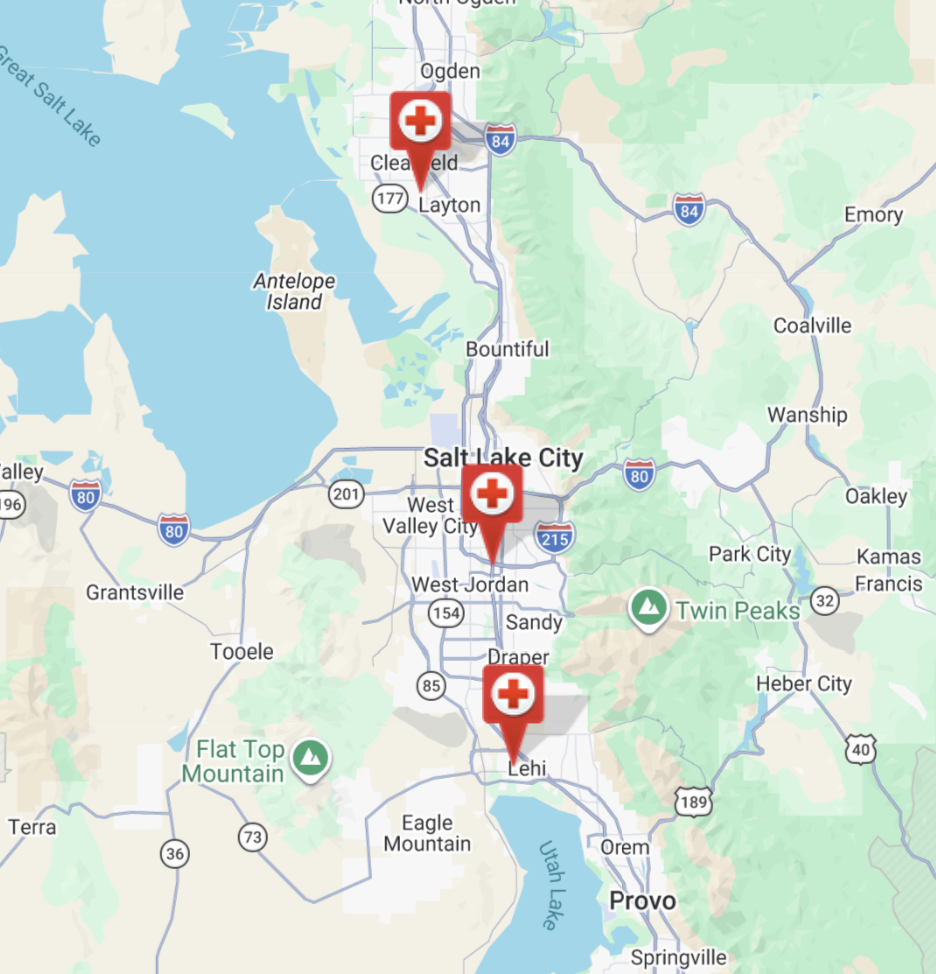 North Ogden
Great Salt Lake
Ogden
84
Clearfield
177
Layton
84
Emory
Antelope
Island
Coalville
Bountiful
Wanship
Salt Lake City
alley
80
196
80
201
West
Valley City
80
215
Oakley
Park City
Kamas
Francis
Grantsville
West Jordan
154
32
Twin Peaks
Sandy
Tooele
Draper
85
Heber City
Flat Top
Mountain
40
Lehi
189
Terra
36
73
Eagle
Mountain
Utah Lake
Orem
Provo
Springville